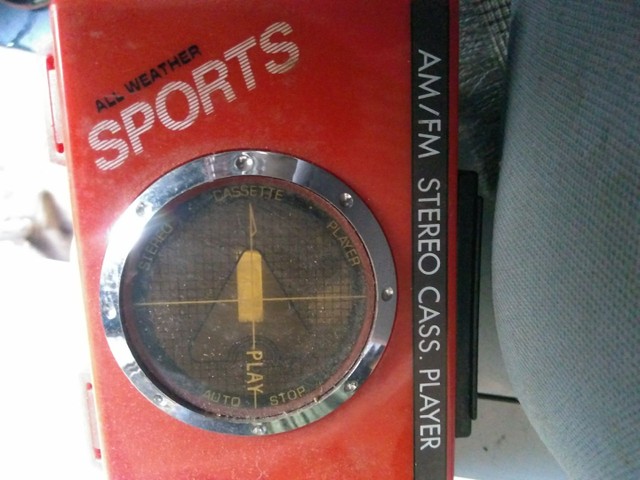 ALL WEATHER
SPORTS
AM/FM STEREO CASS. PLAYER
STEREO CASSETTE PLAYER
PLAY
AUTO STOP